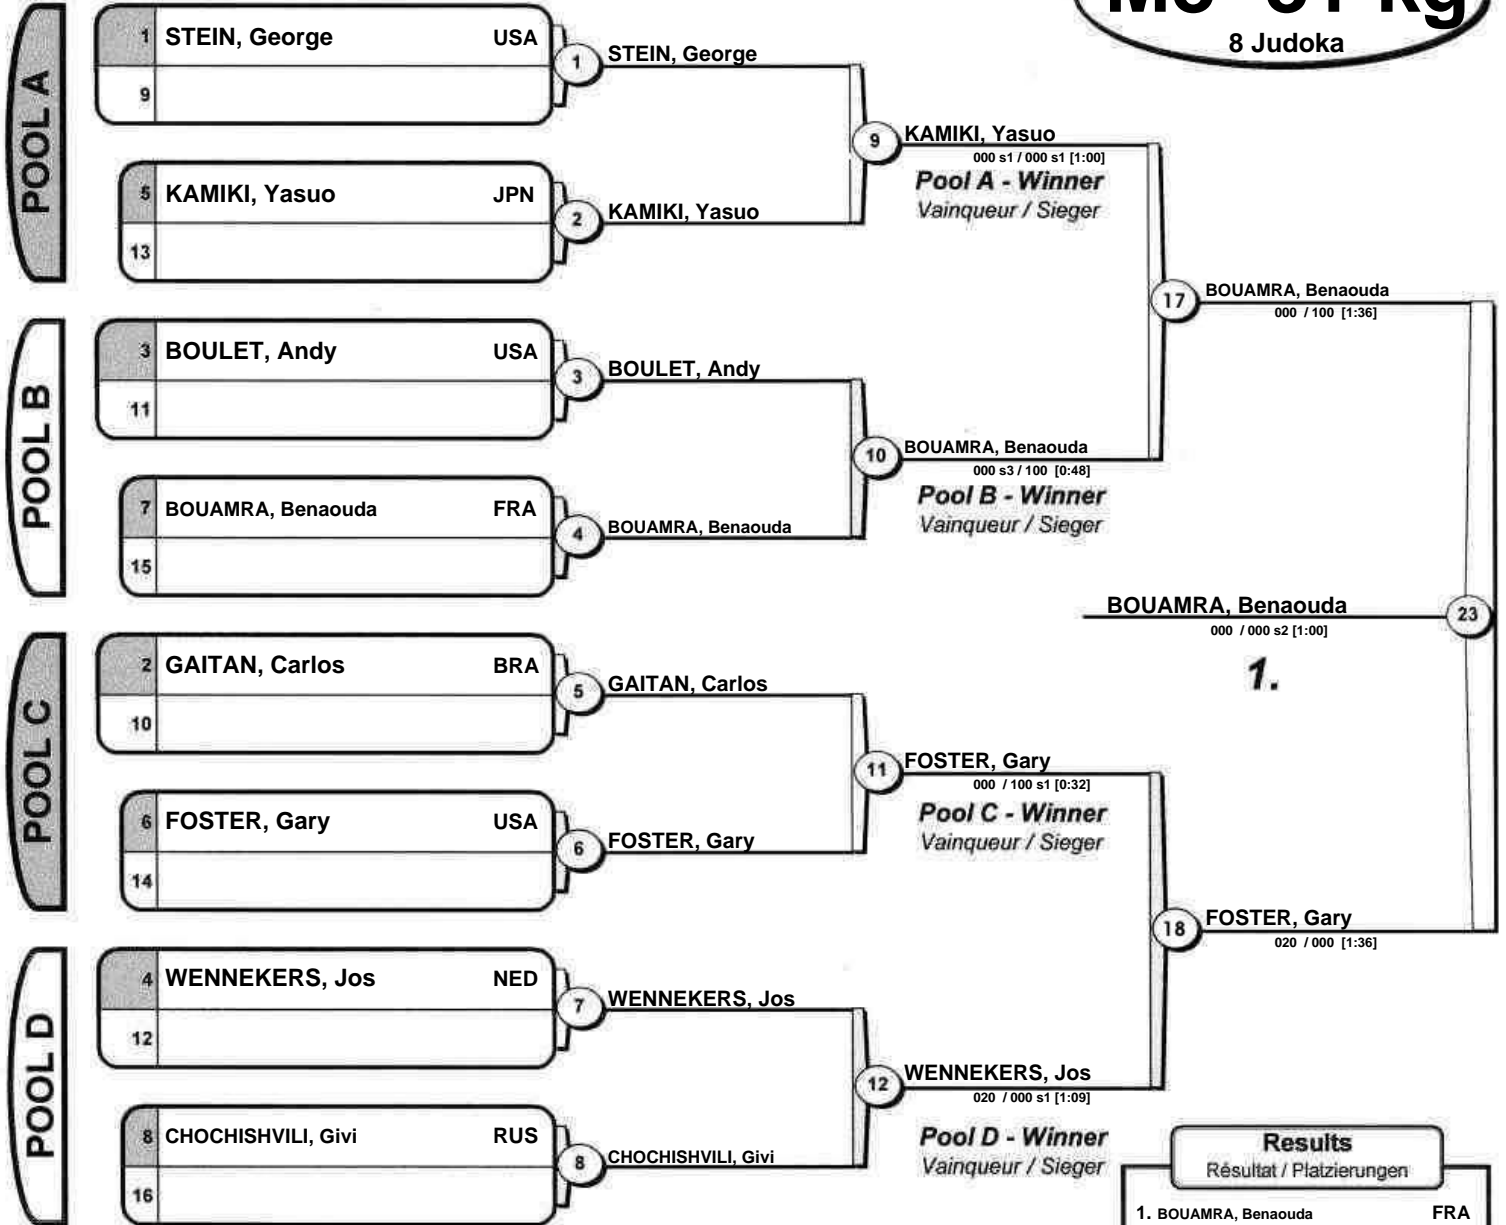 8 Judoka
POOL A
1 STEIN, George USA
9
1
STEIN, George
5 KAMIKI, Yasuo JPN
13
2
KAMIKI, Yasuo
9
KAMIKI, Yasuo
000 s1 / 000 s1 [1:00]
Pool A - Winner
Vainqueur / Sieger
POOL B
3 BOULET, Andy USA
11
3
BOULET, Andy
7 BOUAMRA, Benaouda FRA
15
4
BOUAMRA, Benaouda
10
BOUAMRA, Benaouda
000 s3 / 100 [0:48]
Pool B - Winner
Vainqueur / Sieger
17
BOUAMRA, Benaouda
000 / 100 [1:36]
POOL C
2 GAITAN, Carlos BRA
10
5
GAITAN, Carlos
6 FOSTER, Gary USA
14
6
FOSTER, Gary
11
FOSTER, Gary
000 / 100 s1 [0:32]
Pool C - Winner
Vainqueur / Sieger
POOL D
4 WENNEKERS, Jos NED
12
7
WENNEKERS, Jos
8 CHOCHISHVILI, Givi RUS
16
8
CHOCHISHVILI, Givi
12
WENNEKERS, Jos
020 / 000 s1 [1:09]
Pool D - Winner
Vainqueur / Sieger
18
FOSTER, Gary
020 / 000 [1:36]
23
BOUAMRA, Benaouda
000 / 000 s2 [1:00]
1.
Results
Résultat / Platzierungen
1. BOUAMRA, Benaouda FRA